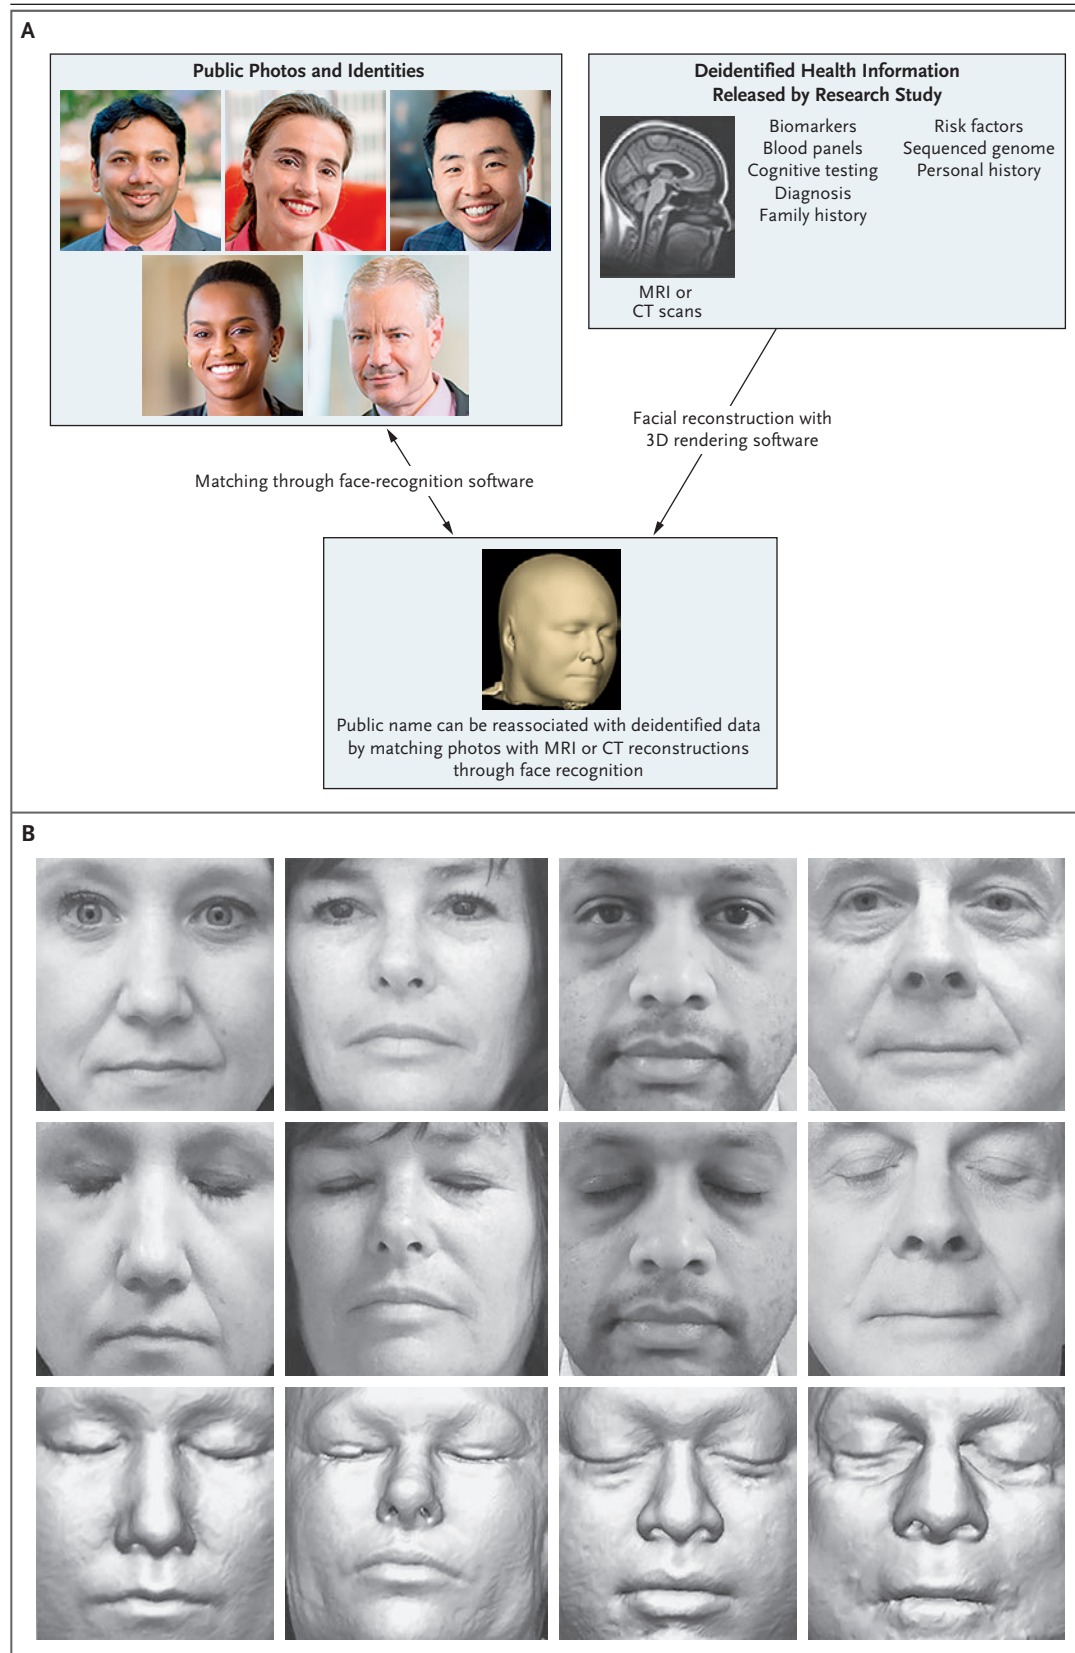 A
Public Photos and Identities
Deidentified Health Information
Released by Research Study
Biomarkers
Blood panels
Cognitive testing
Diagnosis
Family history
Risk factors
Sequenced genome
Personal history
MRI or
CT scans
Facial reconstruction with
3D rendering software
Matching through face-recognition software
Public name can be reassociated with deidentified data
by matching photos with MRI or CT reconstructions
through face recognition
B